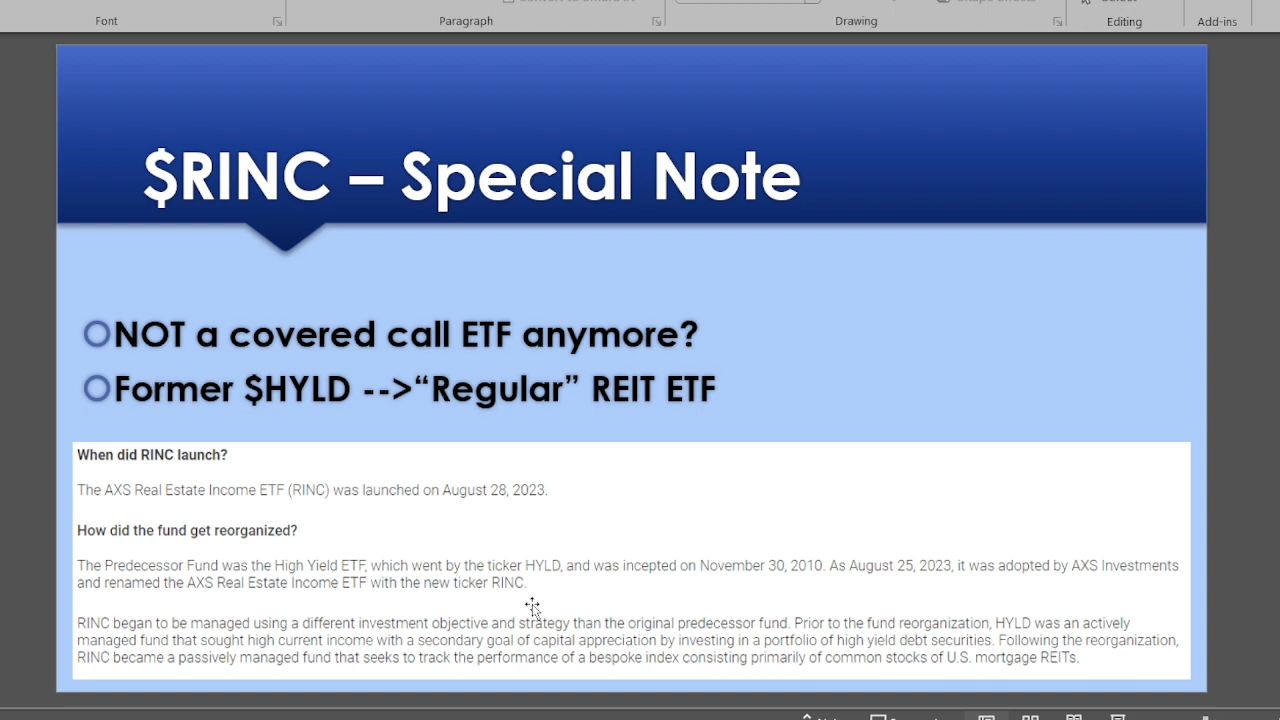 Font
Paragraph
Drawing
Editing
Add-ins
$RINC – Special Note
NOT a covered call ETF anymore?
Former $HYLD -->“Regular” REIT ETF
When did RINC launch?
The AXS Real Estate Income ETF (RINC) was launched on August 28, 2023.
How did the fund get reorganized?
The Predecessor Fund was the High Yield ETF, which went by the ticker HYLD, and was incepted on November 30, 2010. As August 25, 2023, it was adopted by AXS Investments
and renamed the AXS Real Estate Income ETF with the new ticker RINC.
RINC began to be managed using a different investment objective and strategy than the original predecessor fund. Prior to the fund reorganization, HYLD was an actively
managed fund that sought high current income with a secondary goal of capital appreciation by investing in a portfolio of high yield debt securities. Following the reorganization,
RINC became a passively managed fund that seeks to track the performance of a bespoke index consisting primarily of common stocks of U.S. mortgage REITs.